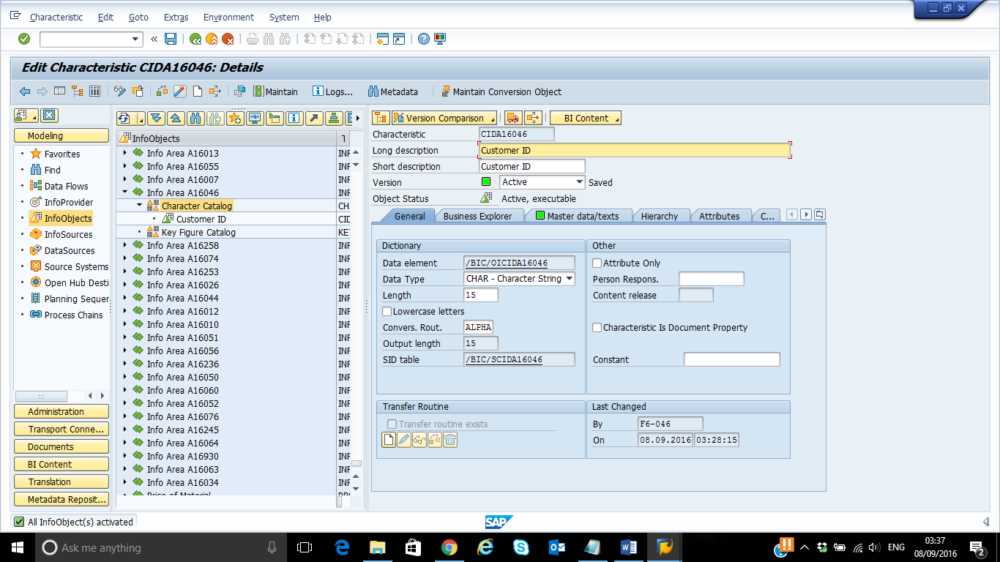 Characteristic Edit Goto Extras Environment System Help
Edit Characteristic CIDA16046: Details
Maintain Logs... Metadata Maintain Conversion Object
Modeling
Favorites
Find
Data Flows
InfoProvider
InfoObjects
InfoSources
DataSources
Source Systems
Open Hub Desti
Planning Sequer
Process Chains
Administration
Transport Conne...
Documents
BI Content
Translation
Metadata Reposit...
InfoObjects
Info Area A16013 INF
Info Area A16055 INF
Info Area A16007 INF
Info Area A16046 INF
Character Catalog CH
Customer ID CID
Key Figure Catalog KE
Info Area A16258 INF
Info Area A16074 INF
Info Area A16253 INF
Info Area A16026 INF
Info Area A16044 INF
Info Area A16012 INF
Info Area A16010 INF
Info Area A16051 INF
Info Area A16056 INF
Info Area A16236 INF
Info Area A16050 INF
Info Area A16060 INF
Info Area A16052 INF
Info Area A16076 INF
Info Area A16245 INF
Info Area A16064 INF
Info Area A16930 INF
Info Area A16063 INF
Info Area A16034 INF
Price of Material
Version Comparison BI Content
Characteristic CIDA16046
Long description Customer ID
Short description Customer ID
Version Active Saved
Object Status Active, executable
General Business Explorer Master data/texts Hierarchy Attributes C...
Dictionary
Data element /BIC/OICIDA16046
Data Type CHAR - Character String
Length 15
Lowercase letters
Convers. Rout. ALPHA
Output length 15
SID table /BIC/SCIDA16046
Other
Attribute Only
Person Respons.
Content release
Characteristic Is Document Property
Constant
Transfer Routine
Transfer routine exists
Last Changed
By F6-046
On 08.09.2016 03:28:15
All InfoObject(s) activated
SAP
Ask me anything
ENG
03:37
08/09/2016
2